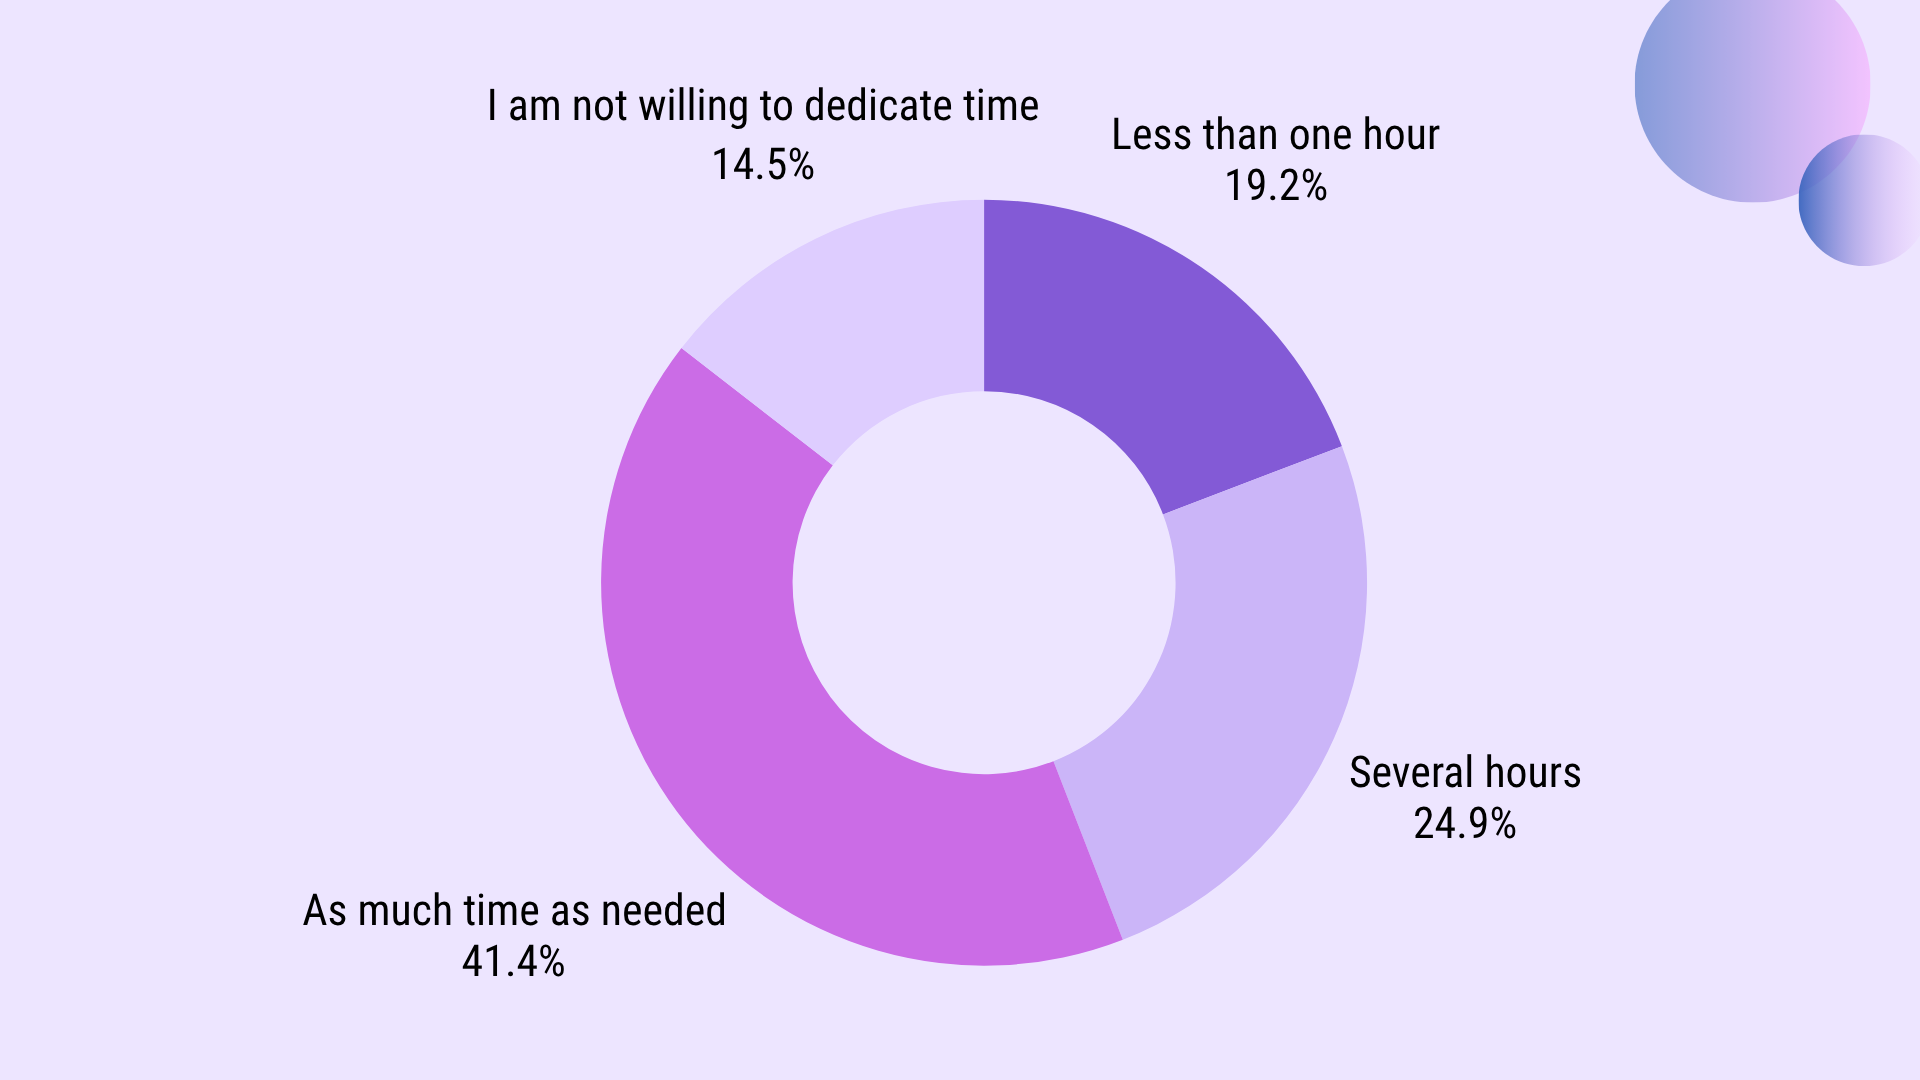 I am not willing to dedicate time
14.5%
Less than one hour
19.2%
Several hours
24.9%
As much time as needed
41.4%